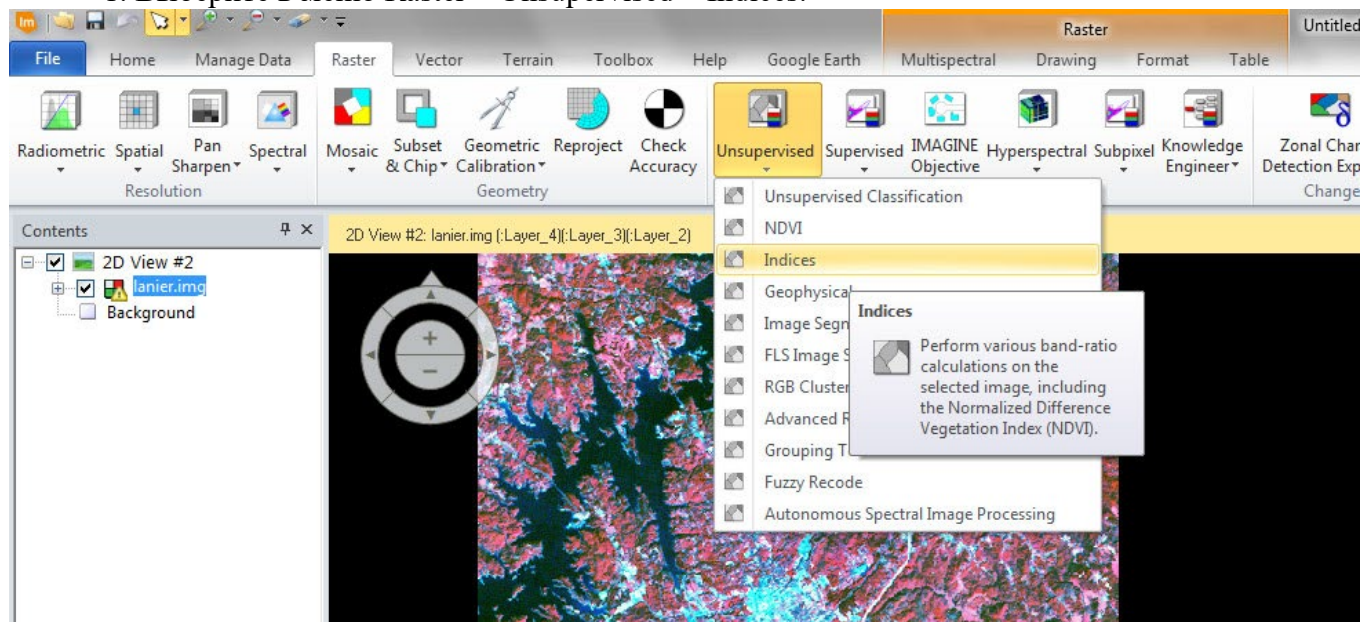 Raster
Untitled
File Home Manage Data Raster Vector Terrain Toolbox Help Google Earth Multispectral Drawing Format Table
Radiometric Spatial Pan Sharpen Spectral Mosaic Subset & Chip Geometric Calibration Reproject Check Accuracy Unsupervised Supervised IMAGINE Objective Hyperspectral Subpixel Knowledge Engineer Zonal Detection
Resolution Geometry Change
Contents
2D View #2
lanier.img
Background
2D View #2: lanier.img (:Layer_4)(:Layer_3)(:Layer_2)
Unsupervised Classification
NDVI
Indices
Geophysical
Image
FLS Image
RGB Cluster
Advanced
Grouping
Fuzzy Recode
Autonomous Spectral Image Processing
Indices
Perform various band-ratio
calculations on the
selected image, including
the Normalized Difference
Vegetation Index (NDVI).